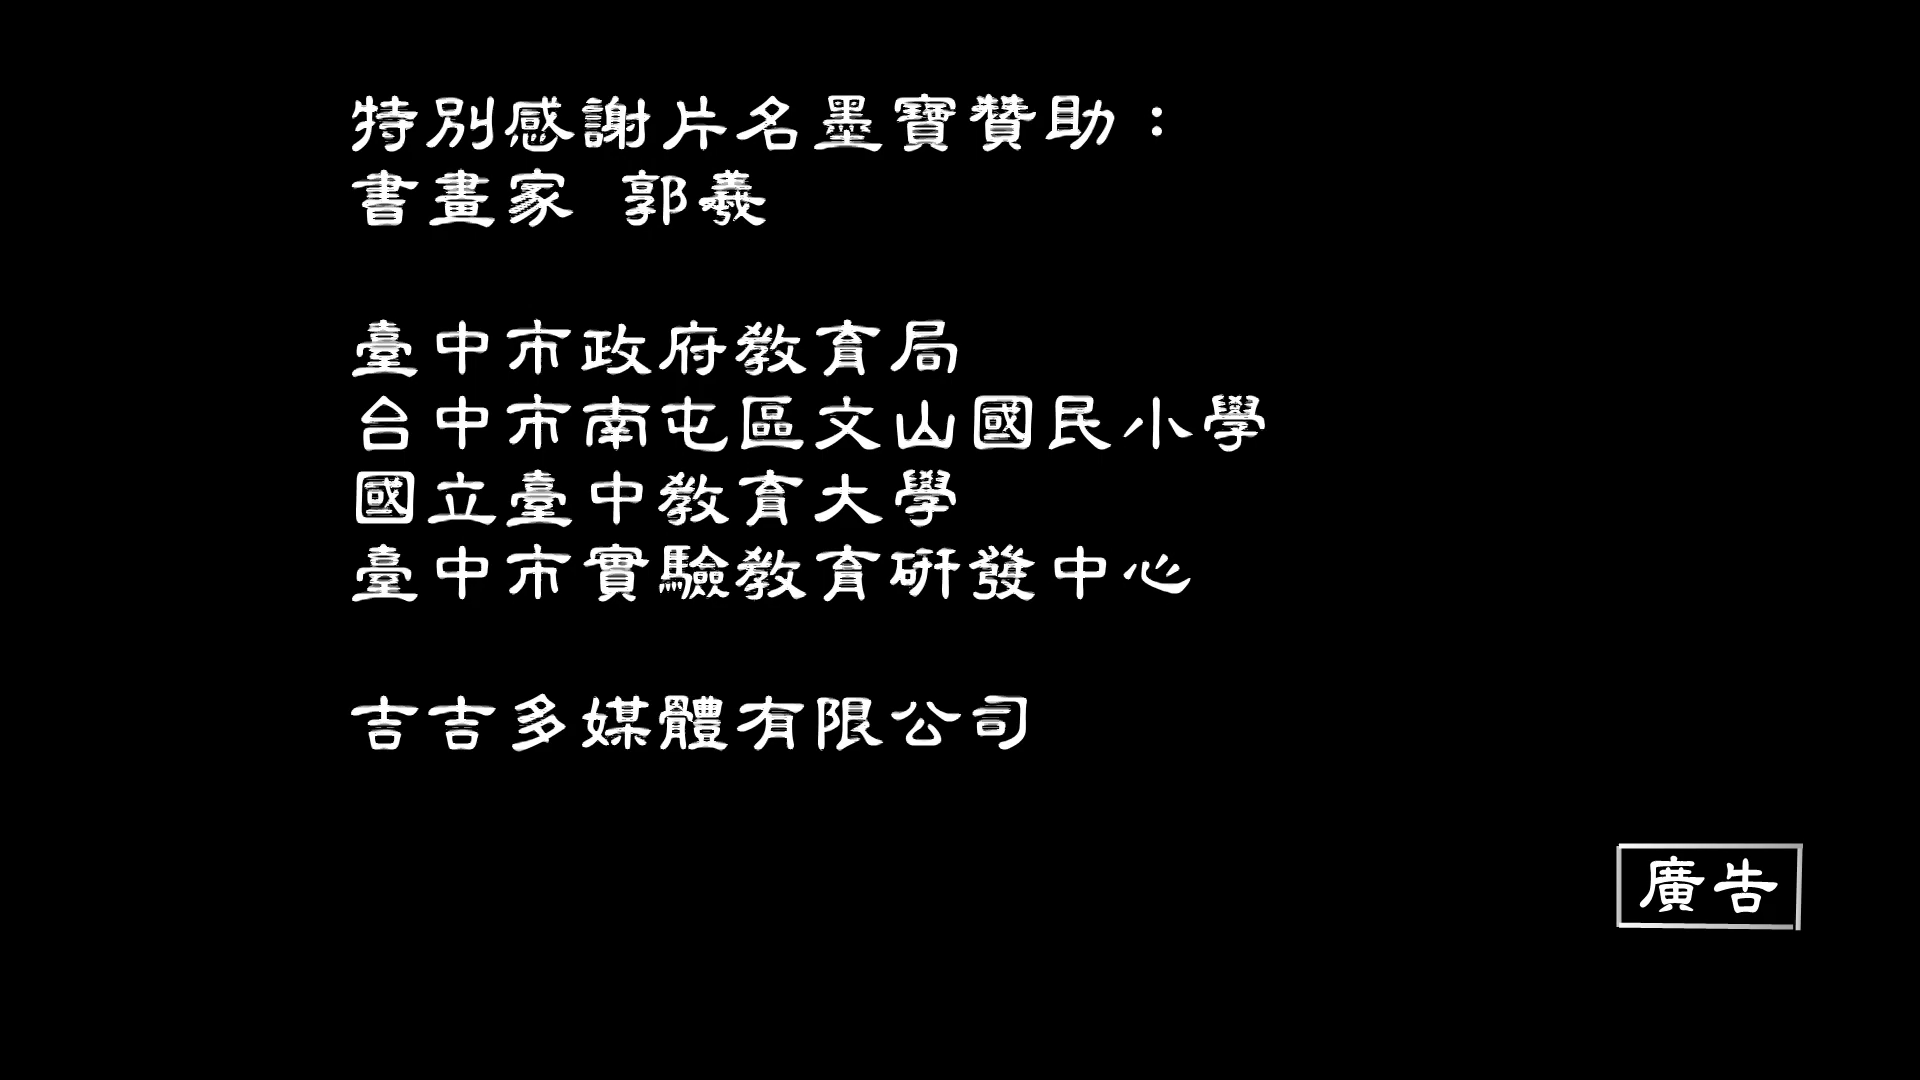 特別感謝片名墨寶贊助：
書畫家 郭羲
臺中市政府教育局
台中市南屯區文山國民小學
國立臺中教育大學
臺中市實驗教育研發中心
吉吉多媒體有限公司
廣告